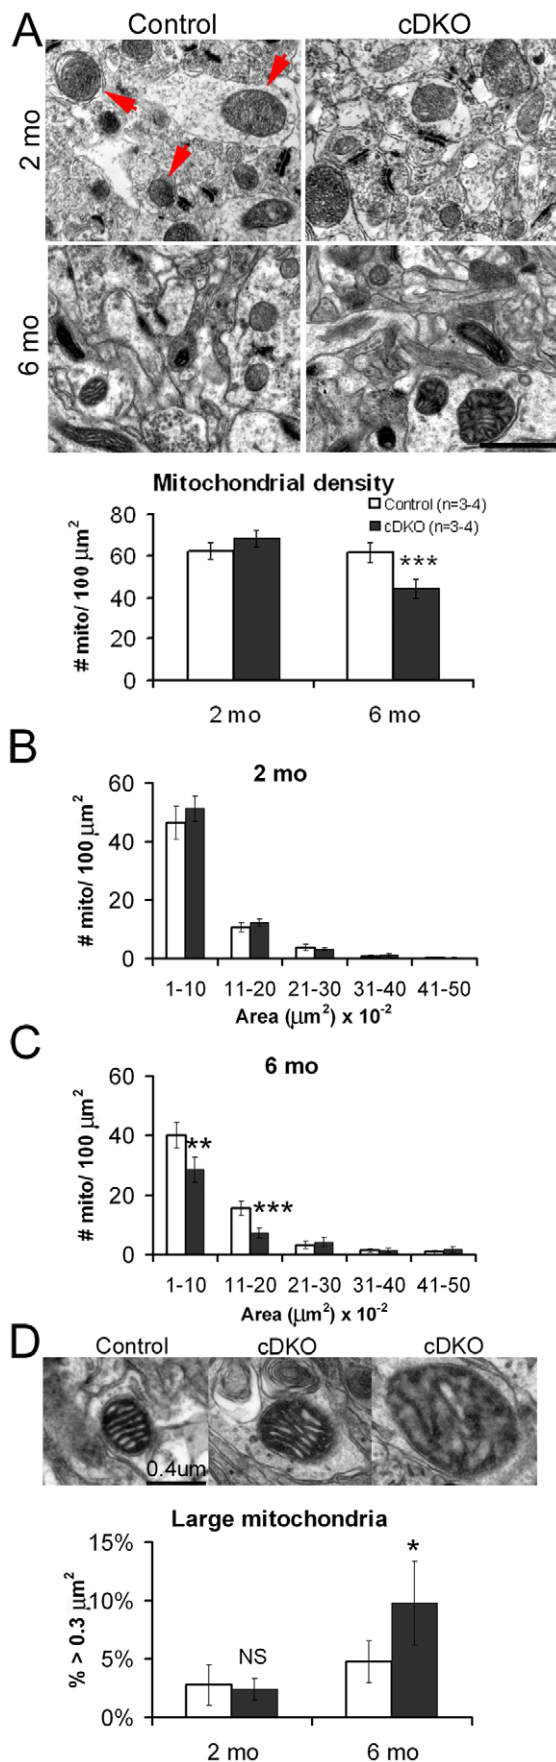 A
Control
cDKO
2 mo
6 mo
Mitochondrial density
Control (n=3-4)
cDKO (n=3-4)
# mito/ 100 μm²
80
60
40
20
0
***
2 mo
6 mo
B
2 mo
# mito/ 100 μm²
60
40
20
0
1-10 11-20 21-30 31-40 41-50
Area (μm²) x 10⁻²
C
6 mo
# mito/ 100 μm²
60
40
20
0
**
***
1-10 11-20 21-30 31-40 41-50
Area (μm²) x 10⁻²
D
Control
cDKO
cDKO
0.4um
Large mitochondria
% > 0.3 μm²
15%
10%
5%
0%
NS
*
2 mo
6 mo